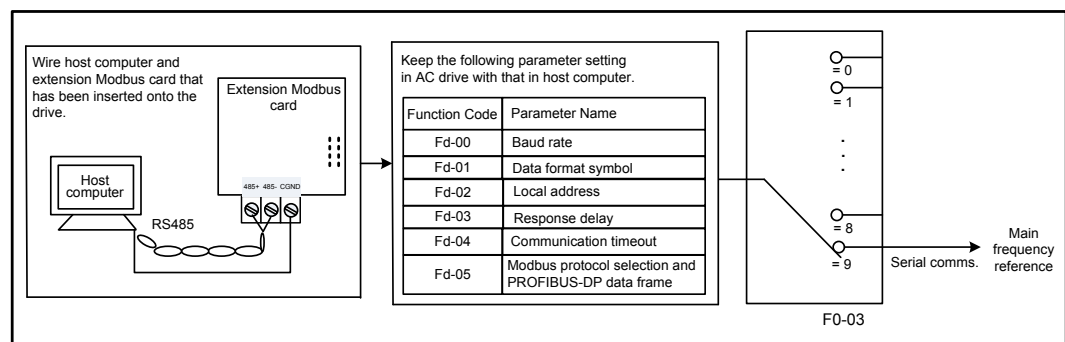 Wire host computer and
extension Modbus card that
has been inserted onto the
drive.
Extension Modbus
card
485+ 485- CGND
Host
computer
RS485
Keep the following parameter setting
in AC drive with that in host computer.
Function Code Parameter Name
Fd-00 Baud rate
Fd-01 Data format symbol
Fd-02 Local address
Fd-03 Response delay
Fd-04 Communication timeout
Fd-05 Modbus protocol selection and
PROFIBUS-DP data frame
= 0
= 1
= 8
= 9
F0-03
Serial comms.
Main
frequency
reference